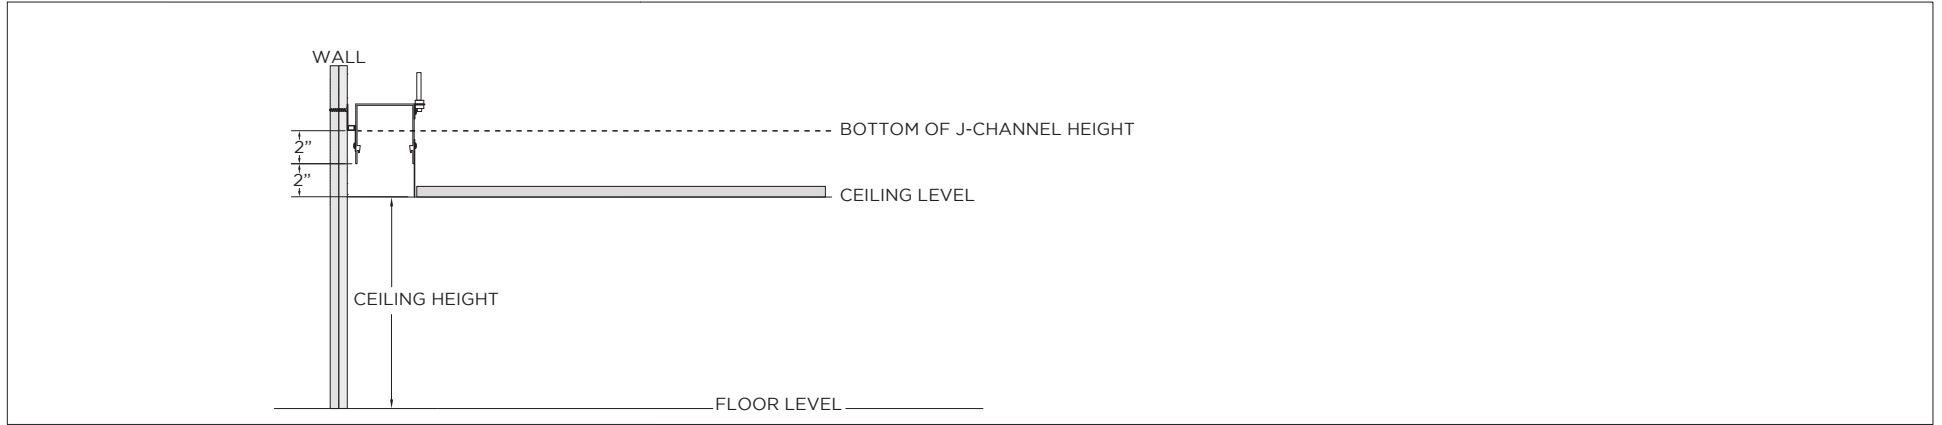 WALL
BOTTOM OF J-CHANNEL HEIGHT
2”
2”
CEILING LEVEL
CEILING HEIGHT
FLOOR LEVEL